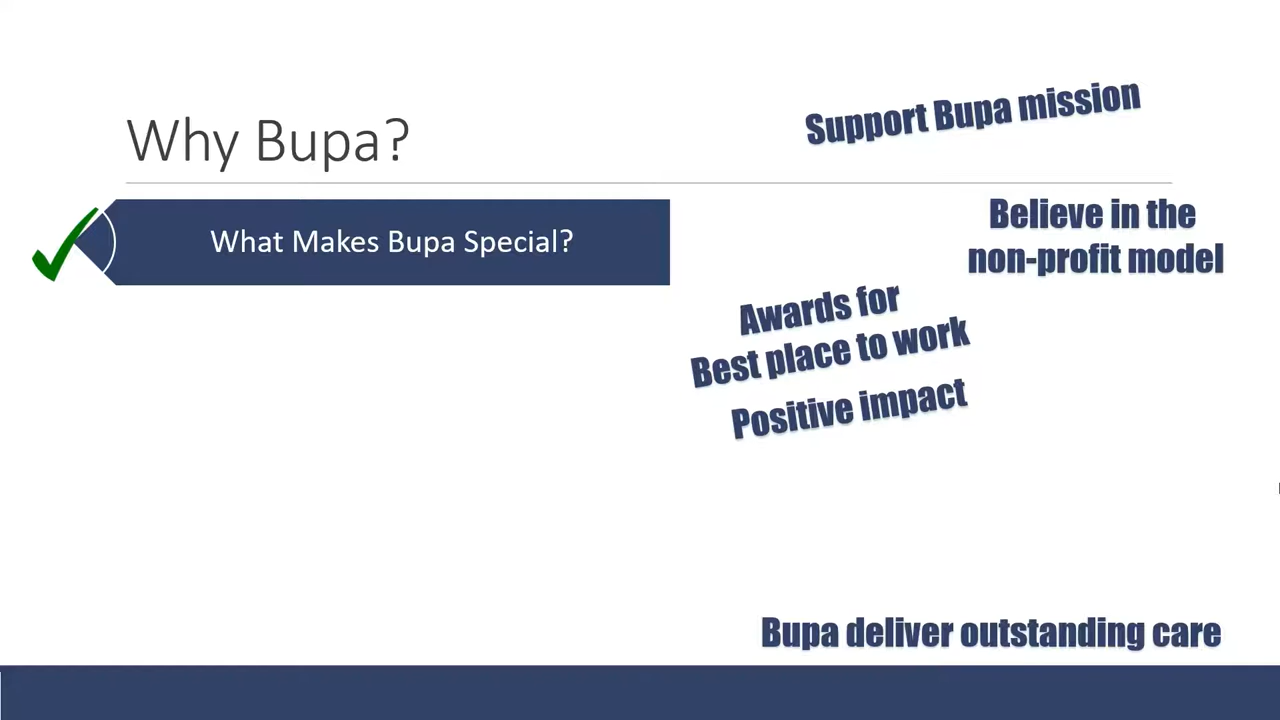 Why Bupa?
Support Bupa mission
What Makes Bupa Special?
Believe in the
non-profit model
Awards for
Best place to work
Positive impact
Bupa deliver outstanding care